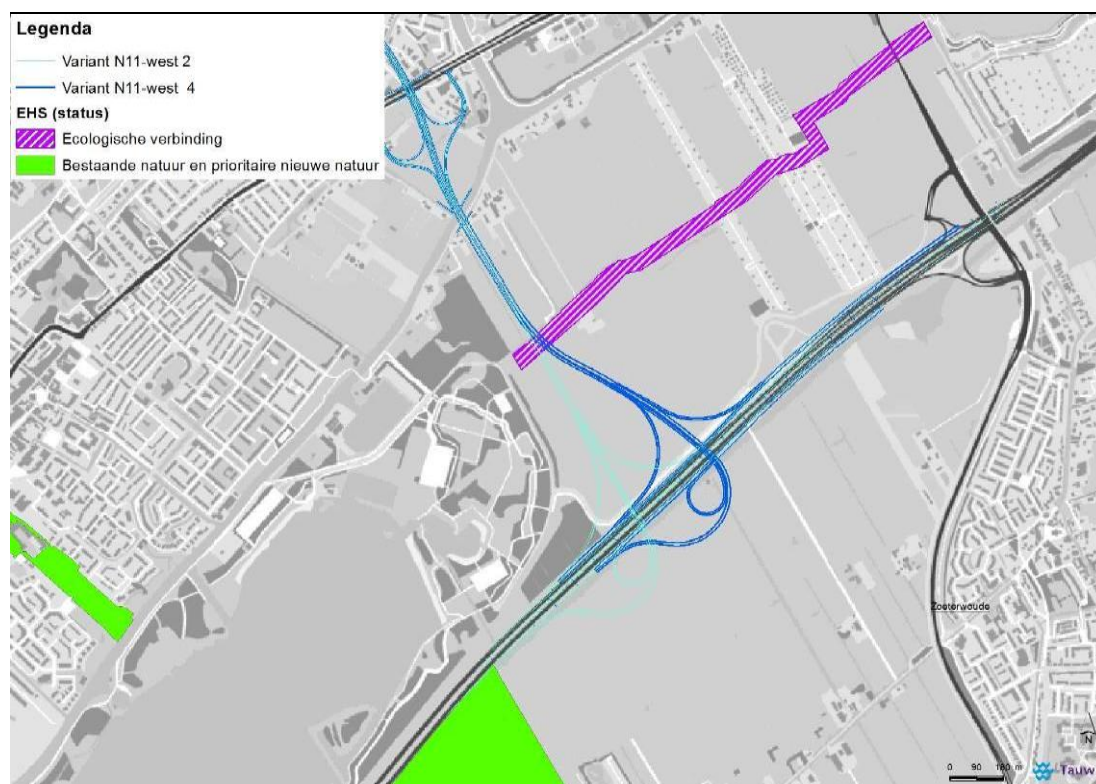 Legenda
Variant N11-west 2
Variant N11-west 4
EHS (status)
Ecologische verbinding
Bestaande natuur en prioritaire nieuwe natuur
Zoeterwoude
N
0 90 180 m
Tauw